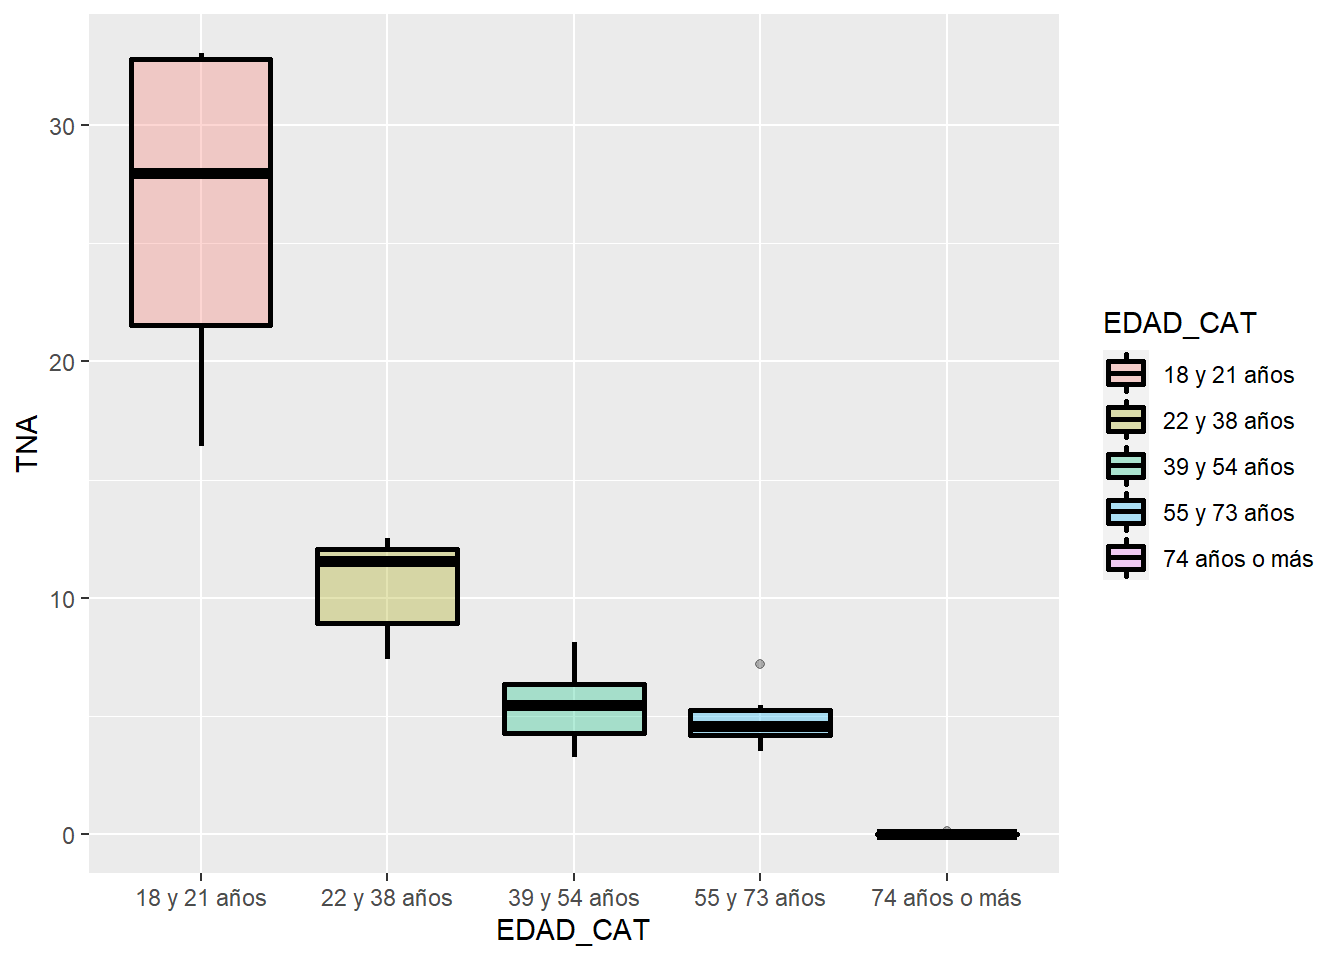 TNA
30
20
10
0
18 y 21 años
22 y 38 años
39 y 54 años
55 y 73 años
74 años o más
EDAD_CAT
EDAD_CAT
18 y 21 años
22 y 38 años
39 y 54 años
55 y 73 años
74 años o más